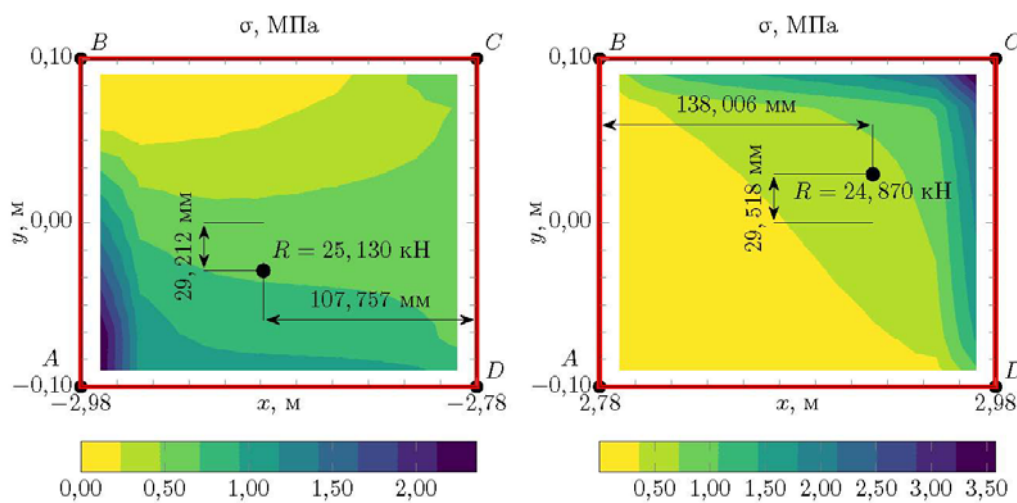 σ, МПа
B
C
0,10
y, м
0,00
29, 212 мм
R = 25, 130 кН
107, 757 мм
A
D
−0,10
−2,98
x, м
−2,78
0,00
0,50
1,00
1,50
2,00
σ, МПа
B
C
0,10
138, 006 мм
y, м
0,00
29, 518 мм
R = 24, 870 кН
A
D
−0,10
2,78
x, м
2,98
0,50
1,00
1,50
2,00
2,50
3,00
3,50